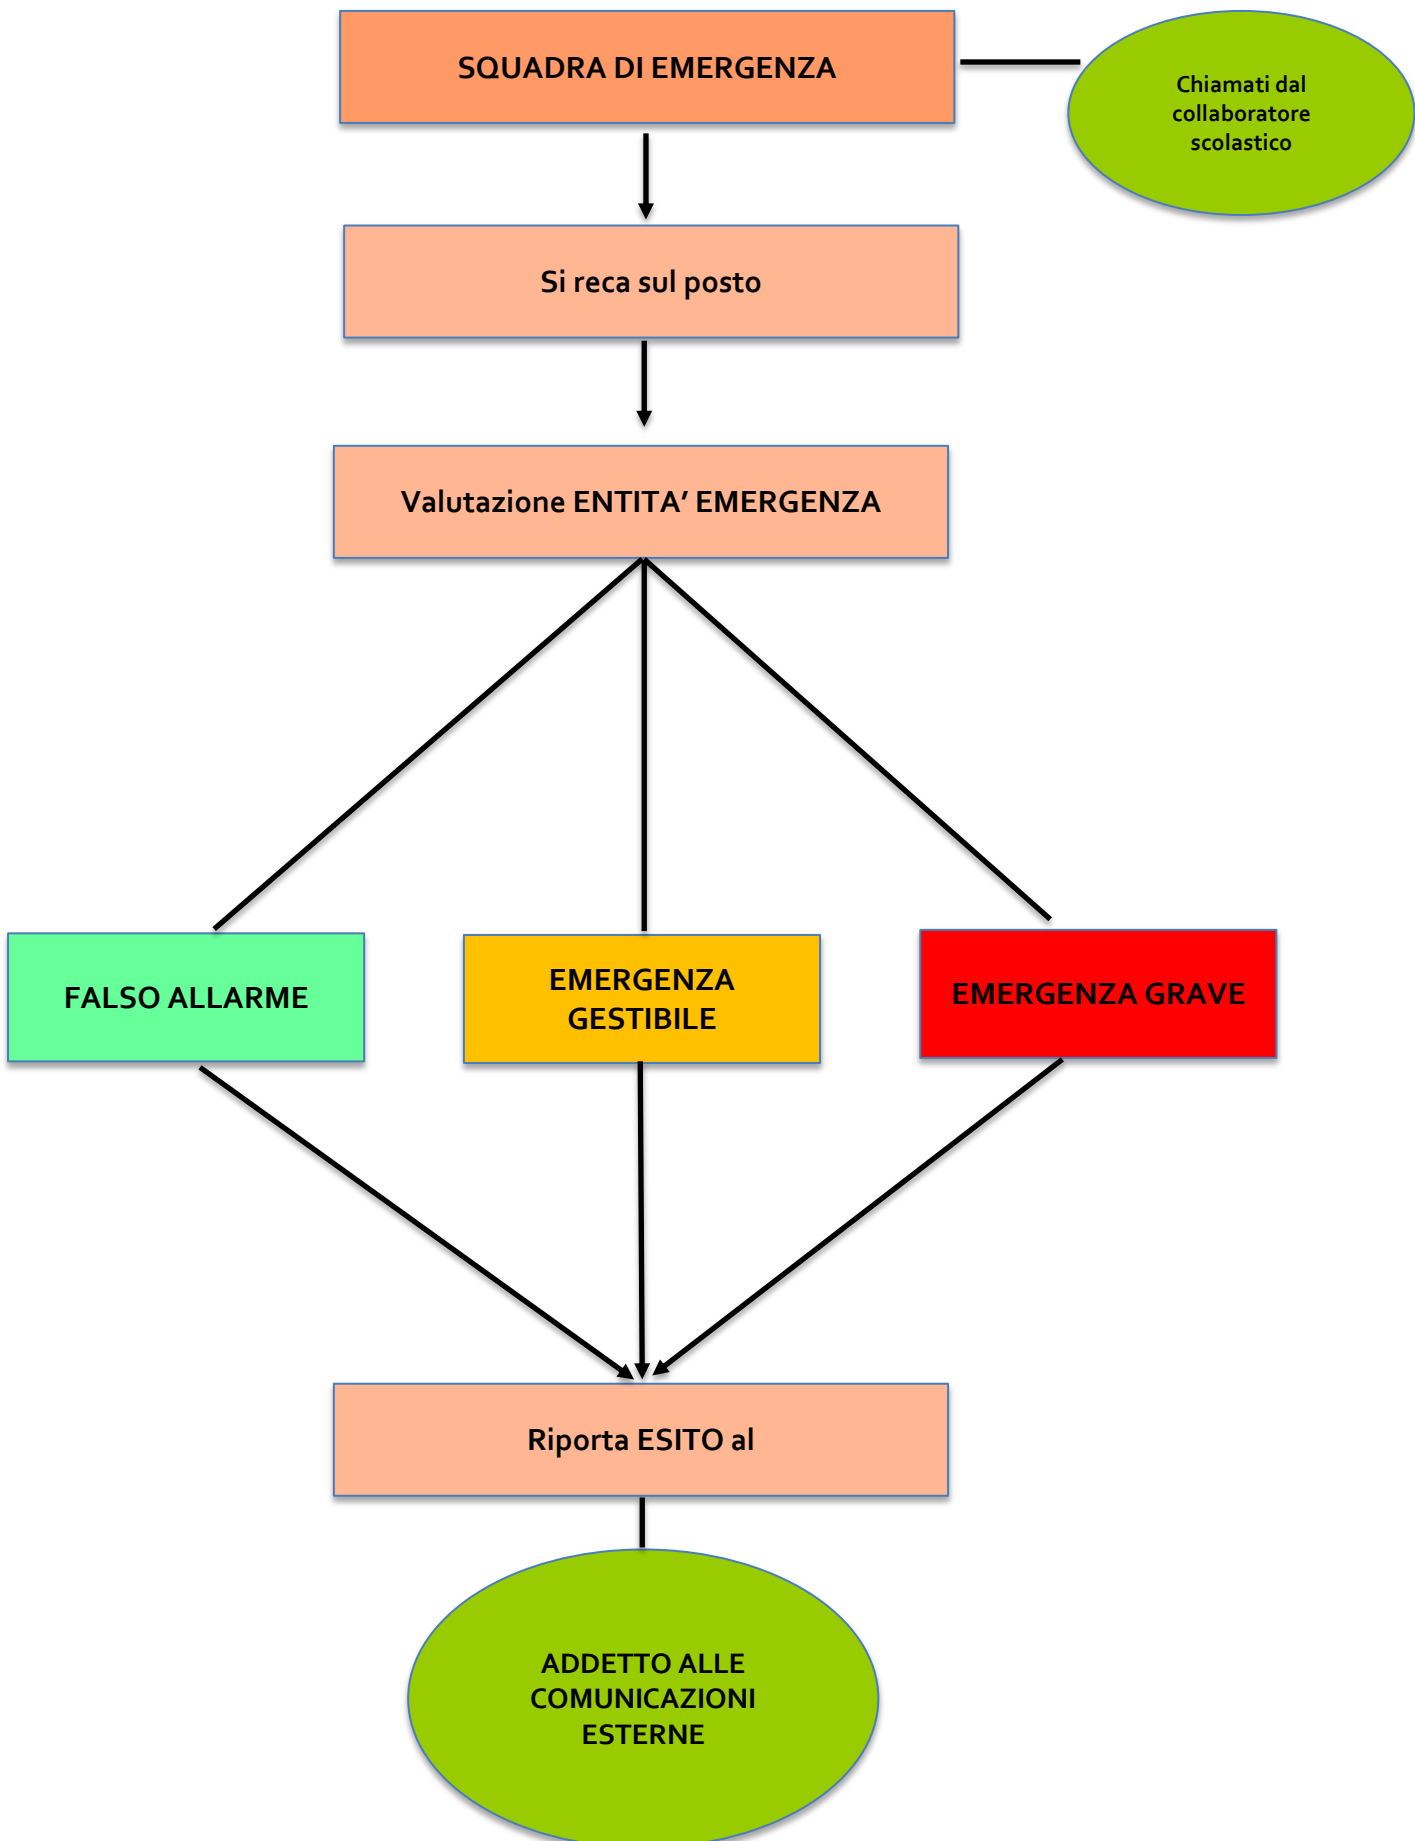 SQUADRA DI EMERGENZA
Chiamati dal
collaboratore
scolastico
Si reca sul posto
Valutazione ENTITA’ EMERGENZA
FALSO ALLARME
EMERGENZA
GESTIBILE
EMERGENZA GRAVE
Riporta ESITO al
ADDETTO ALLE
COMUNICAZIONI
ESTERNE